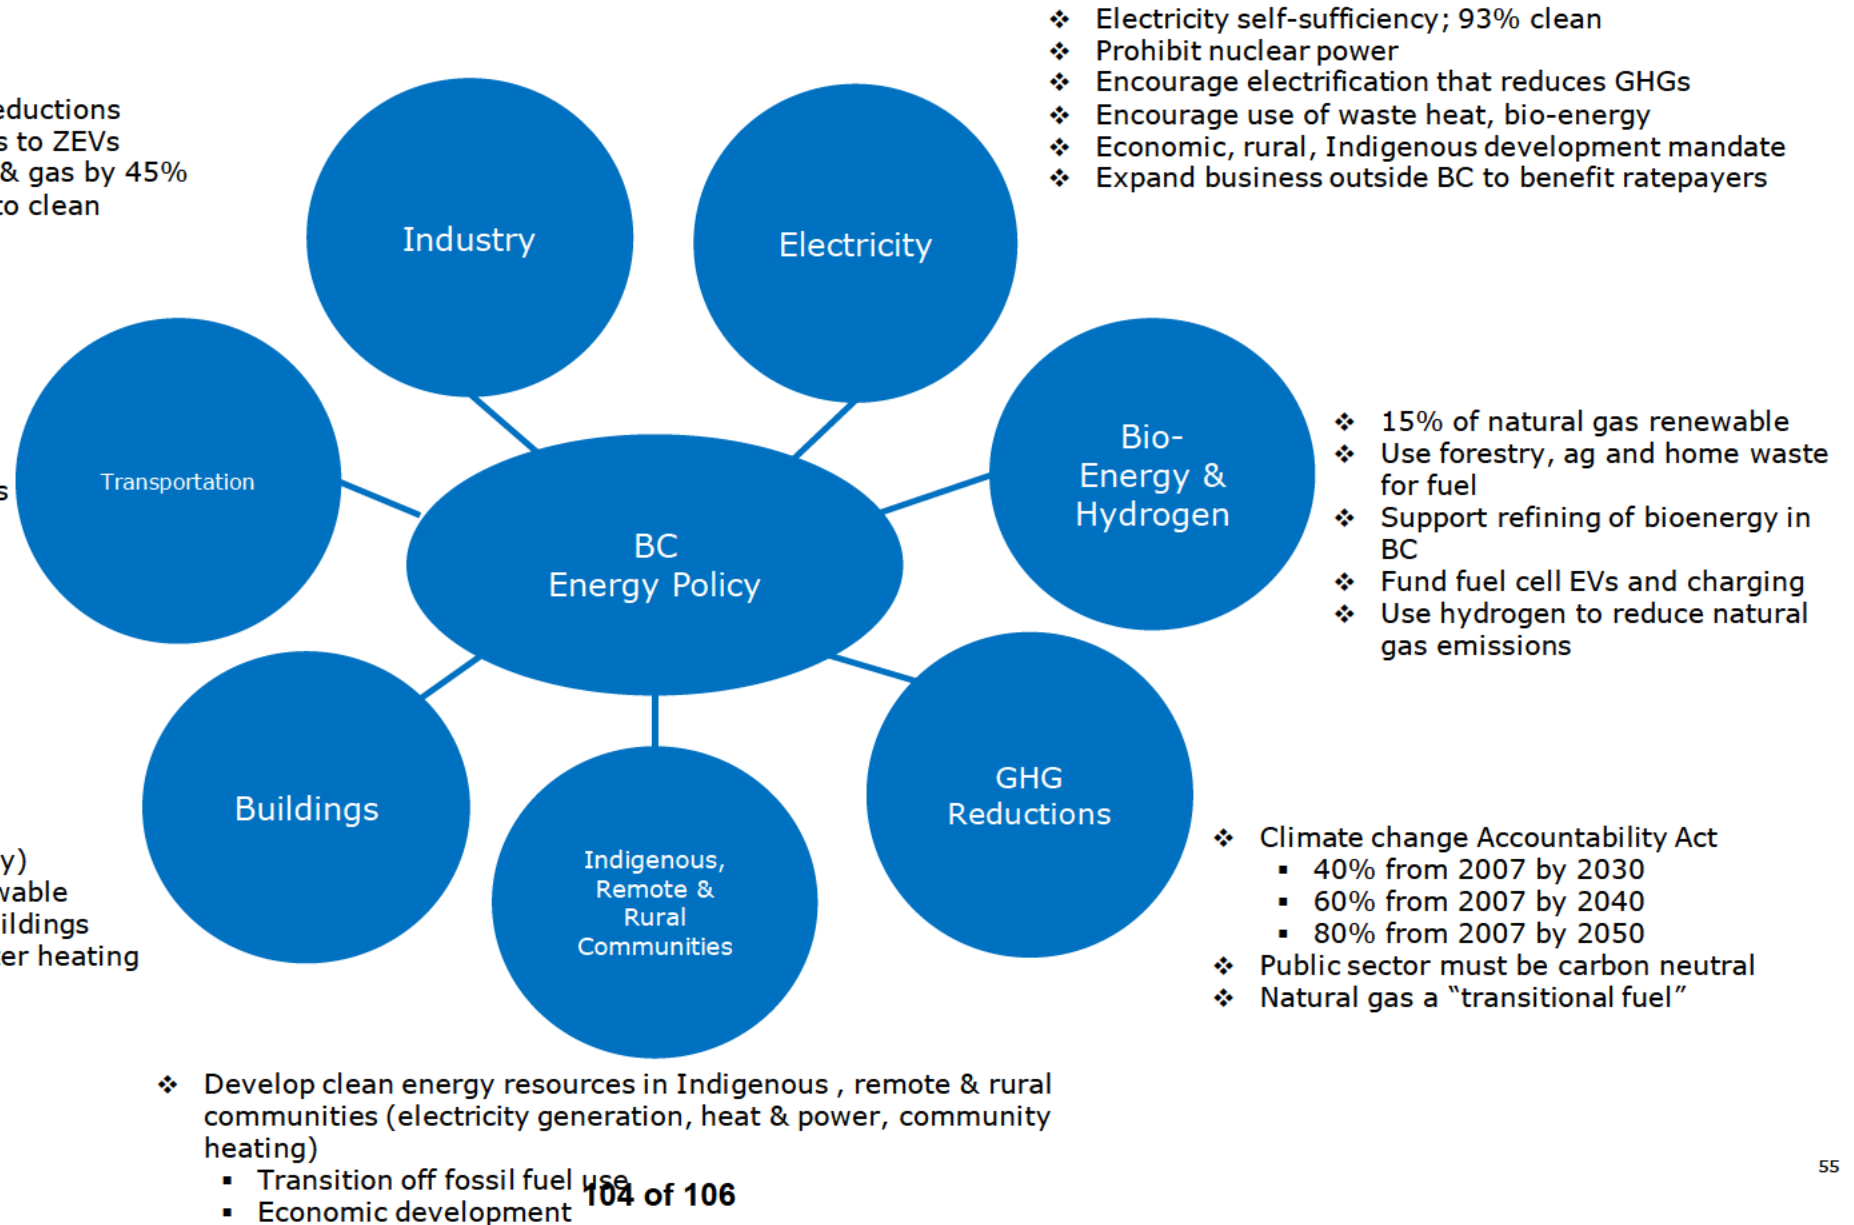 ❖ Electricity self-sufficiency; 93% clean
❖ Prohibit nuclear power
❖ Encourage electrification that reduces GHGs
❖ Encourage use of waste heat, bio-energy
❖ Economic, rural, Indigenous development mandate
❖ Expand business outside BC to benefit ratepayers
eductions
s to ZEVs
& gas by 45%
to clean
Industry
Electricity
Transportation
s
Bio-
Energy &
Hydrogen
❖ 15% of natural gas renewable
❖ Use forestry, ag and home waste
for fuel
❖ Support refining of bioenergy in
BC
❖ Fund fuel cell EVs and charging
❖ Use hydrogen to reduce natural
gas emissions
BC
Energy Policy
Buildings
y)
wable
ildings
ter heating
Indigenous,
Remote &
Rural
Communities
GHG
Reductions
❖ Climate change Accountability Act
▪ 40% from 2007 by 2030
▪ 60% from 2007 by 2040
▪ 80% from 2007 by 2050
❖ Public sector must be carbon neutral
❖ Natural gas a “transitional fuel”
❖ Develop clean energy resources in Indigenous , remote & rural
communities (electricity generation, heat & power, community
heating)
▪ Transition off fossil fuel use
▪ Economic development
104 of 106
55